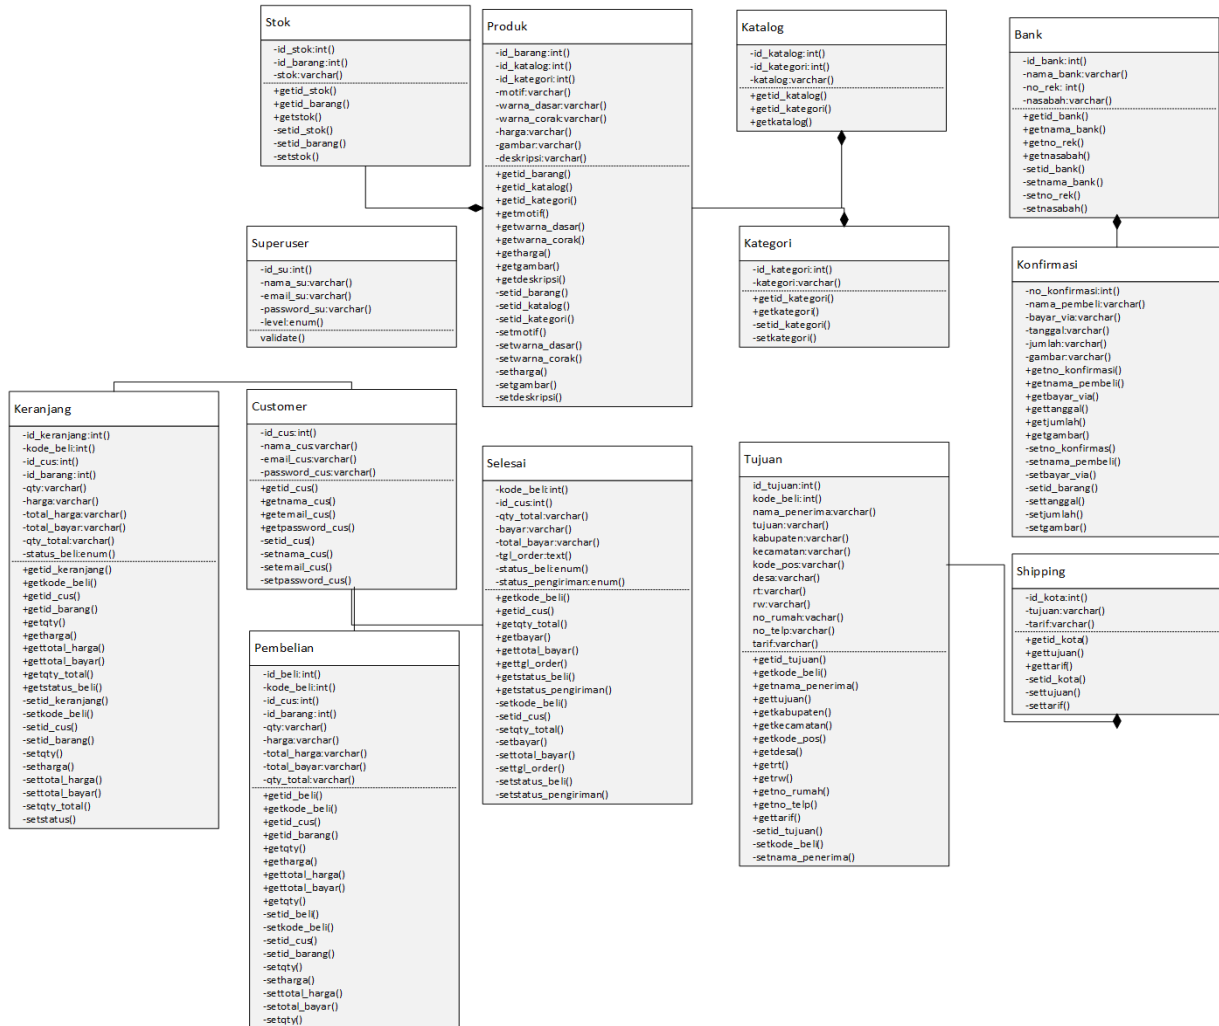 Stok
-id_stok:int()
-id_barang:int()
-stok:varchar()
+getid_stok()
+getid_barang()
+getstok()
-setid_stok()
-setid_barang()
-setstok()
Produk
-id_barang:int()
-id_katalog:int()
-id_kategori:int()
-motif:varchar()
-warna_dasar:varchar()
-warna_corak:varchar()
-harga:varchar()
-gambar:varchar()
-deskripsi:varchar()
+getid_barang()
+getid_katalog()
+getid_kategori()
+getmotif()
+getwarna_dasar()
+getwarna_corak()
+getharga()
+getgambar()
+getdeskripsi()
-setid_barang()
-setid_katalog()
-setid_kategori()
-setmotif()
-setwarna_dasar()
-setwarna_corak()
-setharga()
-setgambar()
-setdeskripsi()
Katalog
-id_katalog:int()
-id_kategori:int()
-katalog:varchar()
+getid_katalog()
+getid_kategori()
+getkatalog()
Bank
-id_bank:int()
-nama_bank:varchar()
-no_rek: int()
-nasabah:varchar()
+getid_bank()
+getnama_bank()
+getno_rek()
+getnasabah()
-setid_bank()
-setnama_bank()
-setno_rek()
-setnasabah()
Superuser
-id_su:int()
-nama_su:varchar()
-email_su:varchar()
-password_su:varchar()
-level:enum()
validate()
Kategori
-id_kategori:int()
-kategori:varchar()
+getid_kategori()
+getkategori()
-setid_kategori()
-setkategori()
Konfirmasi
-no_konfirmasi:int()
-nama_pembeli:varchar()
-bayar_via:varchar()
-tanggal:varchar()
-jumlah:varchar()
-gambar:varchar()
+getno_konfirmasi()
+getnama_pembeli()
+getbayar_via()
+gettanggal()
+getjumlah()
+getgambar()
-setno_konfirmas()
-setnama_pembeli()
-setbayar_via()
-setid_barang()
-settanggal()
-setjumlah()
-setgambar()
Keranjang
-id_keranjang:int()
-kode_beli:int()
-id_cus:int()
-id_barang:int()
-qty:varchar()
-harga:varchar()
-total_harga:varchar()
-total_bayar:varchar()
-qty_total:varchar()
-status_beli:enum()
+getid_keranjang()
+getkode_beli()
+getid_cus()
+getid_barang()
+getqty()
+getharga()
+gettotal_harga()
+gettotal_bayar()
+getqty_total()
+getstatus_beli()
-setid_keranjang()
-setkode_beli()
-setid_cus()
-setid_barang()
-setqty()
-setharga()
-settotal_harga()
-settotal_bayar()
-setqty_total()
-setstatus()
Customer
-id_cus:int()
-nama_cus:varchar()
-email_cus:varchar()
-password_cus:varchar()
+getid_cus()
+getnama_cus()
+getemail_cus()
+getpassword_cus()
-setid_cus()
-setnama_cus()
-setemail_cus()
-setpassword_cus()
Selesai
-kode_beli:int()
-id_cus:int()
-qty_total:varchar()
-bayar:varchar()
-total_bayar:varchar()
-tgl_order:text()
-status_beli:enum()
-status_pengiriman:enum()
+getkode_beli()
+getid_cus()
+getqty_total()
+getbayar()
+gettotal_bayar()
+gettgl_order()
+getstatus_beli()
+getstatus_pengiriman()
-setkode_beli()
-setid_cus()
-setqty_total()
-setbayar()
-settotal_bayar()
-settgl_order()
-setstatus_beli()
-setstatus_pengiriman()
Tujuan
id_tujuan:int()
kode_beli:int()
nama_penerima:varchar()
tujuan:varchar()
kabupaten:varchar()
kecamatan:varchar()
kode_pos:varchar()
desa:varchar()
rt:varchar()
rw:varchar()
no_rumah:vachar()
no_telp:varchar()
tarif:varchar()
+getid_tujuan()
+getkode_beli()
+getnama_penerima()
+gettujuan()
+getkabupaten()
+getkecamatan()
+getkode_pos()
+getdesa()
+getrt()
+getrw()
+getno_rumah()
+getno_telp()
+gettarif()
-setid_tujuan()
-setkode_beli()
-setnama_penerima()
Shipping
-id_kota:int()
-tujuan:varchar()
-tarif:varchar()
+getid_kota()
+gettujuan()
+gettarif()
-setid_kota()
-settujuan()
-settarif()
Pembelian
-id_beli:int()
-kode_beli:int()
-id_cus:int()
-id_barang:int()
-qty:varchar()
-harga:varchar()
-total_harga:varchar()
-total_bayar:varchar()
-qty_total:varchar()
+getid_beli()
+getkode_beli()
+getid_cus()
+getid_barang()
+getqty()
+getharga()
+gettotal_harga()
+gettotal_bayar()
+getqty()
-setid_beli()
-setkode_beli()
-setid_cus()
-setid_barang()
-setqty()
-setharga()
-settotal_harga()
-setotal_bayar()
-setqty()